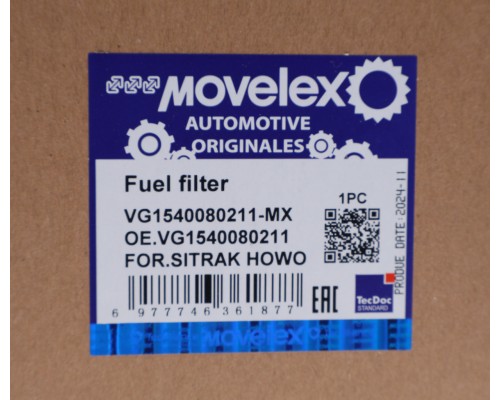 Movelex
AUTOMOTIVE
ORIGINALES
Fuel filter
VG1540080211-MX
OE.VG1540080211
FOR.SITRAK HOWO
1PC
PRODUE DATE:2024-11
6 977746 361877
EAC
TecDoc
STANDARD